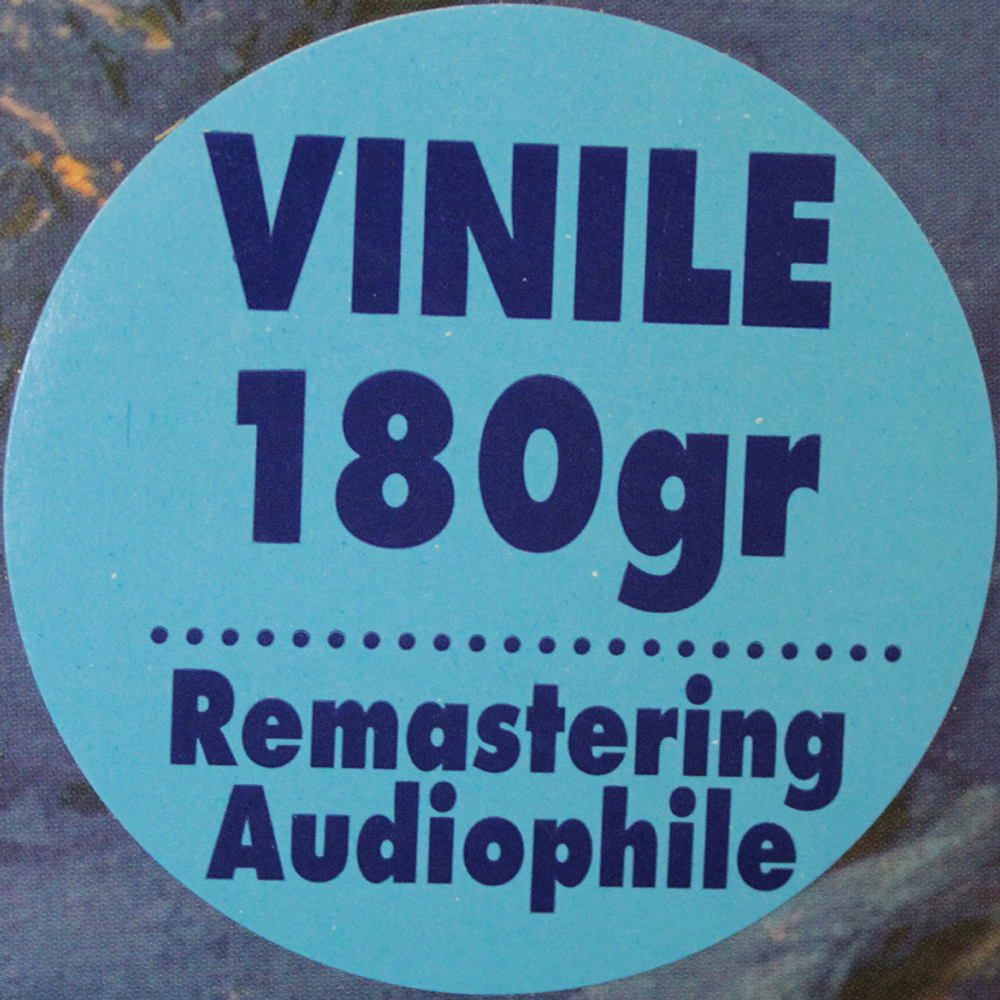 VINILE
180gr
Remastering
Audiophile